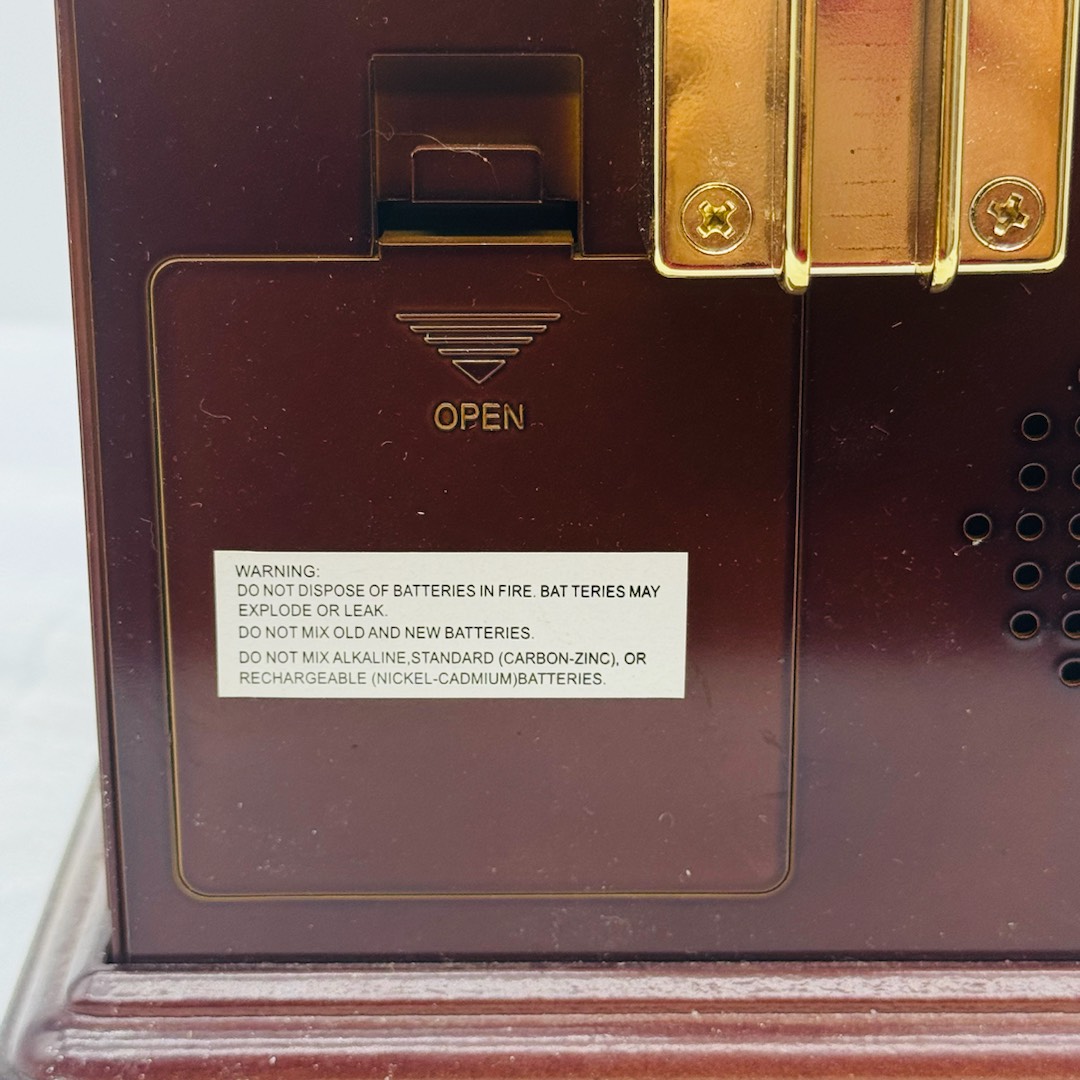 OPEN
WARNING:
DO NOT DISPOSE OF BATTERIES IN FIRE. BAT TERIES MAY
EXPLODE OR LEAK.
DO NOT MIX OLD AND NEW BATTERIES.
DO NOT MIX ALKALINE,STANDARD (CARBON-ZINC), OR
RECHARGEABLE (NICKEL-CADMIUM)BATTERIES.